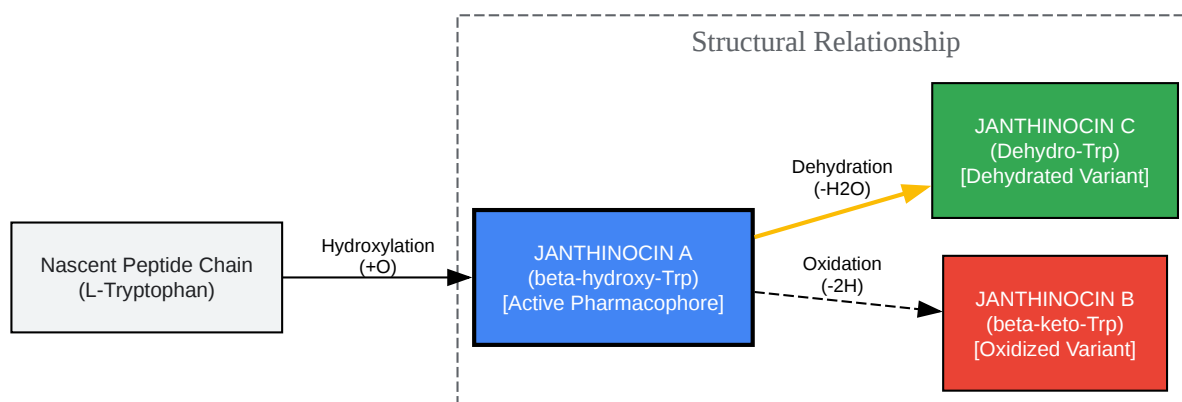 Structural Relationship
Nascent Peptide Chain
(L-Tryptophan)
Hydroxylation
(+O)
JANTHINOCIN A
(beta-hydroxy-Trp)
[Active Pharmacophore]
Dehydration
(-H2O)
JANTHINOCIN C
(Dehydro-Trp)
[Dehydrated Variant]
Oxidation
(-2H)
JANTHINOCIN B
(beta-keto-Trp)
[Oxidized Variant]